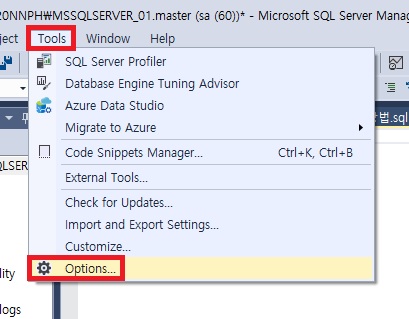 20NNPH₩MSSQLSERVER_01.master (sa (60))* - Microsoft SQL Server Mana
ject Tools Window Help
SQL Server Profiler
Database Engine Tuning Advisor
Azure Data Studio
Migrate to Azure
Code Snippets Manager... Ctrl+K, Ctrl+B
External Tools...
Check for Updates...
Import and Export Settings...
Customize...
Options...
법.sql
QLSER
lity
logs